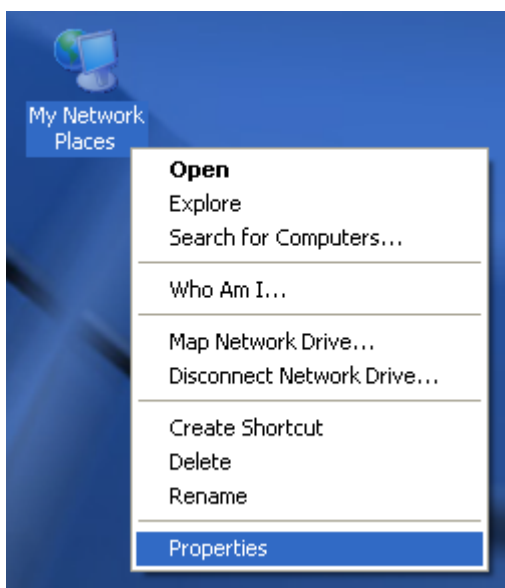 My Network
Places
Open
Explore
Search for Computers...
Who Am I...
Map Network Drive...
Disconnect Network Drive...
Create Shortcut
Delete
Rename
Properties